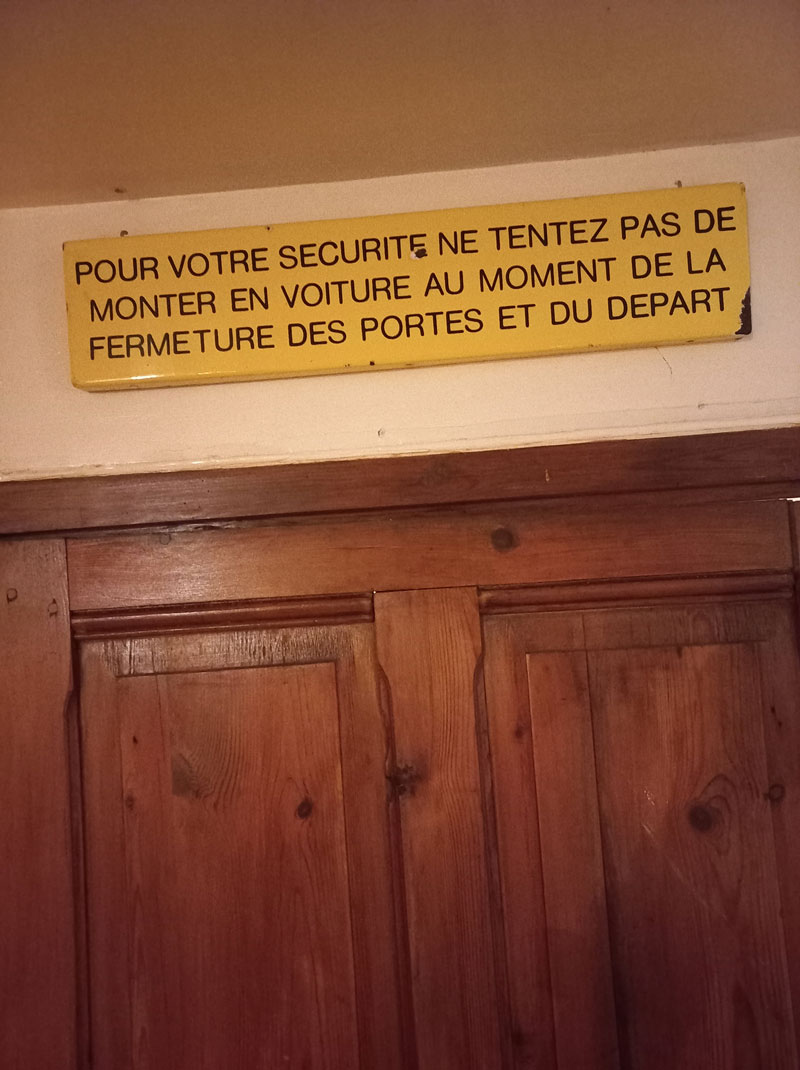 POUR VOTRE SECURITE NE TENTEZ PAS DE
MONTER EN VOITURE AU MOMENT DE LA
FERMETURE DES PORTES ET DU DEPART